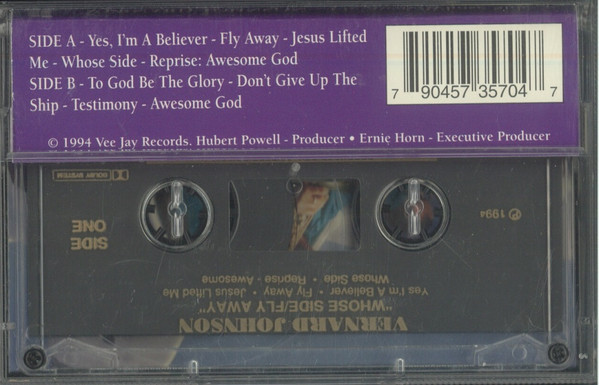 SIDE A - Yes, I'm A Believer - Fly Away - Jesus Lifted
Me - Whose Side - Reprise: Awesome God
SIDE B - To God Be The Glory - Don't Give Up The
Ship - Testimony - Awesome God
7 90457 35704 7
© 1994 Vee Jay Records. Hubert Powell - Producer • Ernie Horn - Executive Producer
VERNARD JOHNSON
"WHOSE SIDE/FLY AWAY"
Yes I'm A Believer • Fly Away • Jesus Lifted Me
Whose Side • Reprise - Awesome
SIDE
ONE
℗ 1994
DOLBY SYSTEM